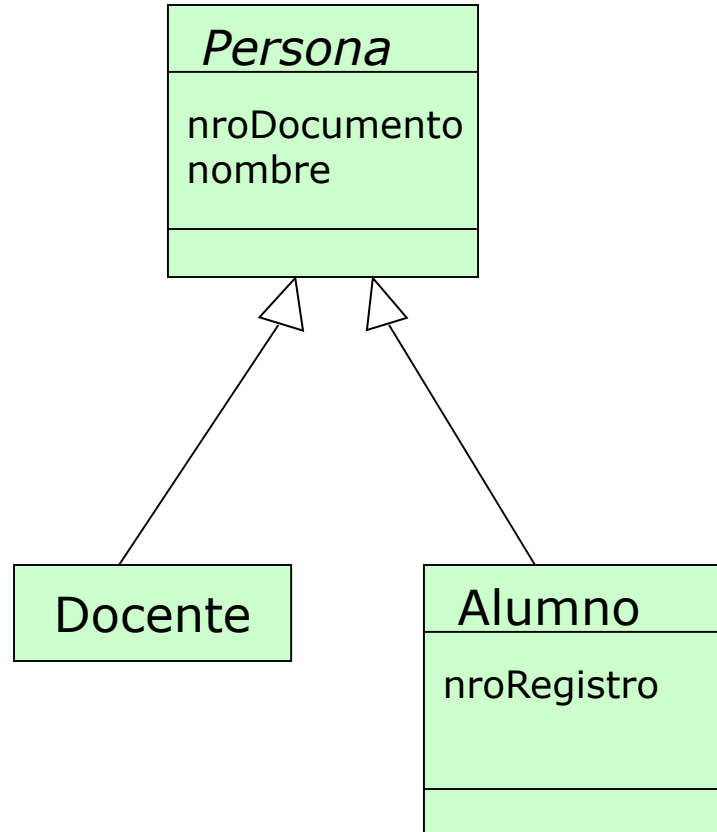 Persona
nroDocumento
nombre
Docente
Alumno
nroRegistro